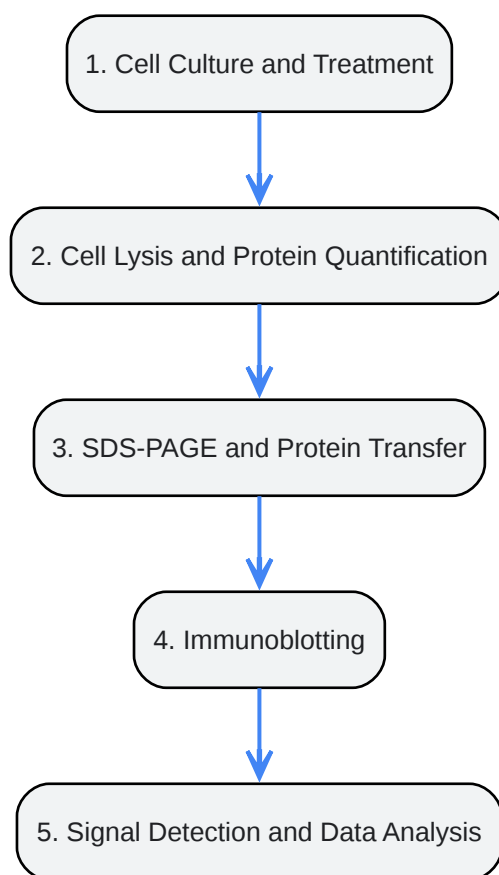 1. Cell Culture and Treatment
2. Cell Lysis and Protein Quantification
3. SDS-PAGE and Protein Transfer
4. Immunoblotting
5. Signal Detection and Data Analysis